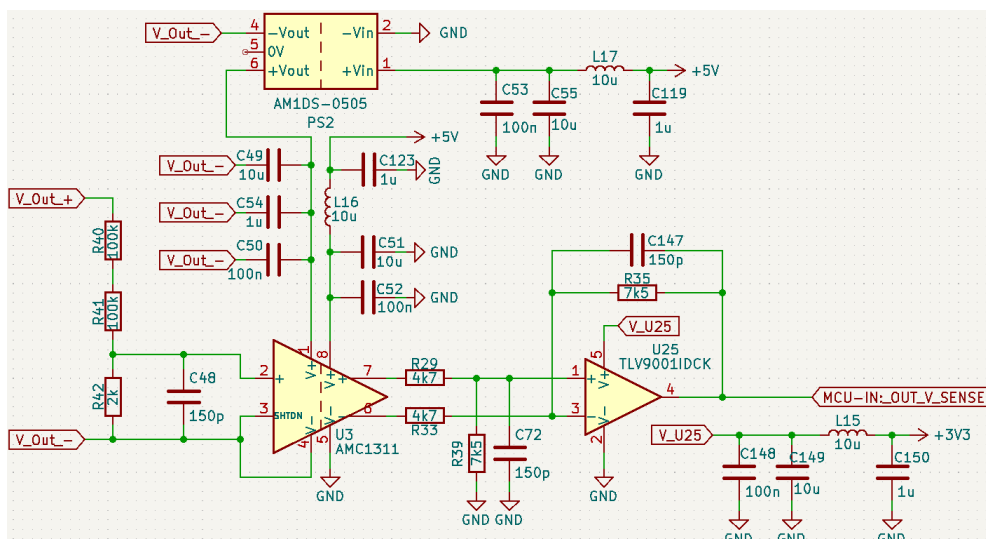 V_Out_-
4
-Vout
-Vin
2
GND
5
0V
6
+Vout
+Vin
1
AM1DS-0505
PS2
L17
10u
+5V
C53
100n
C55
10u
C119
1u
GND
GND
GND
+5V
V_Out_-
C49
10u
C123
1u
GND
V_Out_+
V_Out_-
C54
1u
L16
10u
R40
100k
V_Out_-
C50
100n
C51
10u
GND
C52
100n
GND
C147
150p
R35
7k5
R41
100k
V_U25
U25
TLV9001IDCK
1
8
V+
V+
5
V+
2
+
+
7
R29
4k7
1
+
C48
150p
R42
2k
4
MCU-IN:_OUT_V_SENSE
3
SHTDN
-
6
4k7
R33
3
-
V-
2
V_Out_-
V-
V-
4
5
U3
AMC1311
GND
R39
7k5
C72
150p
GND
GND
GND
V_U25
L15
10u
+3V3
C148
100n
C149
10u
C150
1u
GND
GND
GND